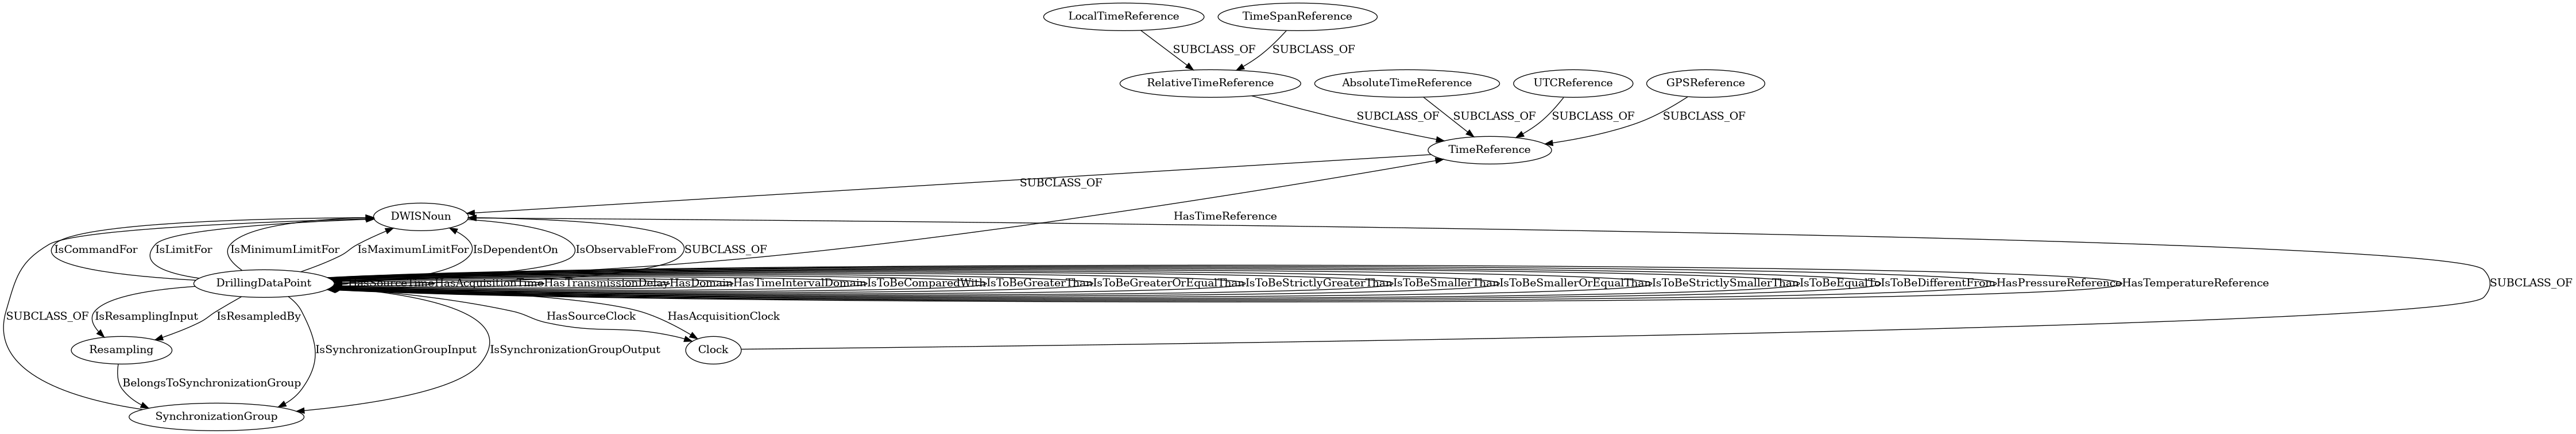 LocalTimeReference
TimeSpanReference
SUBCLASS_OF
SUBCLASS_OF
RelativeTimeReference
AbsoluteTimeReference
UTCReference
GPSReference
SUBCLASS_OF
SUBCLASS_OF
SUBCLASS_OF
SUBCLASS_OF
TimeReference
SUBCLASS_OF
DWISNoun
HasTimeReference
IsCommandFor
IsLimitFor
IsMinimumLimitFor
IsMaximumLimitFor
IsDependentOn
IsObservableFrom
SUBCLASS_OF
DrillingDataPoint
HasSourceTime
HasAcquisitionTime
HasTransmissionDelay
HasDomain
HasTimeIntervalDomain
IsToBeComparedWith
IsToBeGreaterThan
IsToBeGreaterOrEqualThan
IsToBeStrictlyGreaterThan
IsToBeSmallerThan
IsToBeSmallerOrEqualThan
IsToBeStrictlySmallerThan
IsToBeEqualTo
IsToBeDifferentFrom
HasPressureReference
HasTemperatureReference
SUBCLASS_OF
SUBCLASS_OF
IsResamplingInput
IsResampledBy
HasSourceClock
HasAcquisitionClock
Resampling
IsSynchronizationGroupInput
IsSynchronizationGroupOutput
Clock
BelongsToSynchronizationGroup
SynchronizationGroup